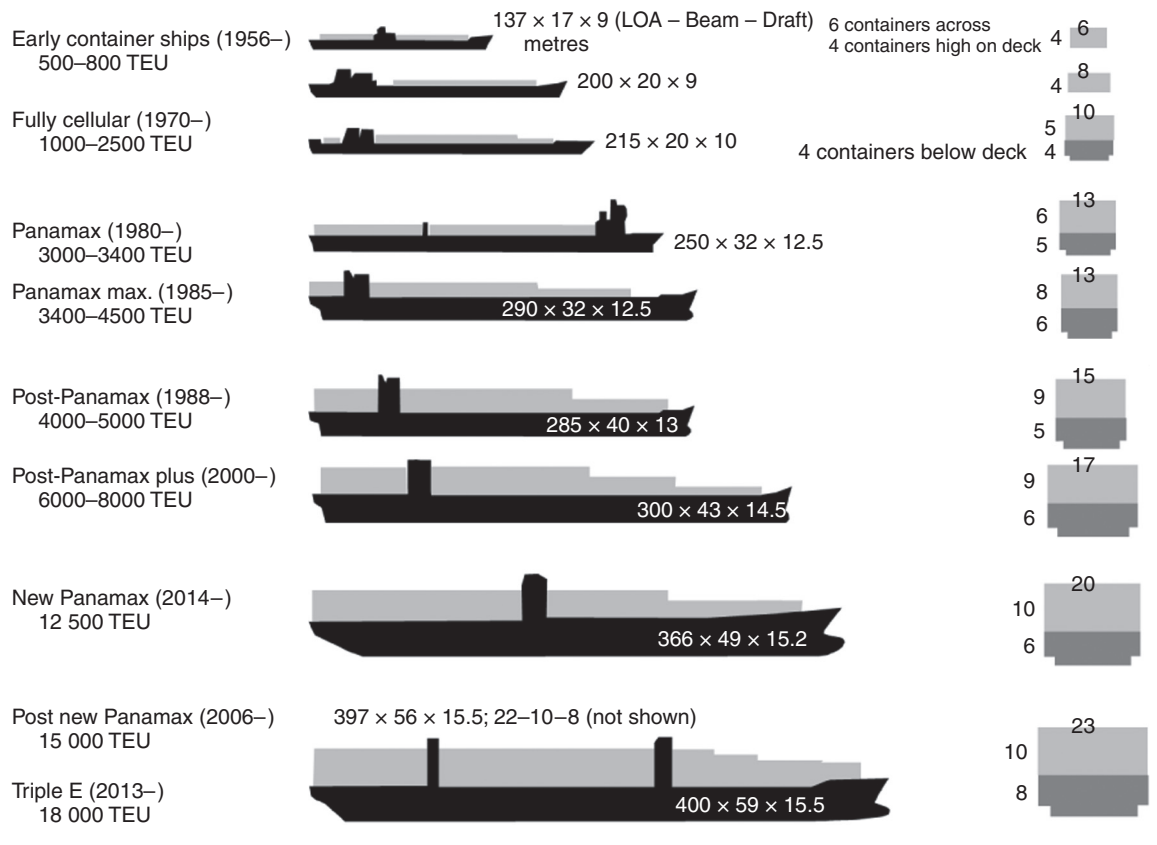 Early container ships (1956–)
500–800 TEU
137 × 17 × 9 (LOA – Beam – Draft)
metres
6 containers across
4 containers high on deck
6
4
200 × 20 × 9
8
4
Fully cellular (1970–)
1000–2500 TEU
215 × 20 × 10
4 containers below deck
10
5
4
Panamax (1980–)
3000–3400 TEU
250 × 32 × 12.5
13
6
5
Panamax max. (1985–)
3400–4500 TEU
290 × 32 × 12.5
13
8
6
Post-Panamax (1988–)
4000–5000 TEU
285 × 40 × 13
15
9
5
Post-Panamax plus (2000–)
6000–8000 TEU
300 × 43 × 14.5
17
9
6
New Panamax (2014–)
12 500 TEU
366 × 49 × 15.2
20
10
6
Post new Panamax (2006–)
15 000 TEU
397 × 56 × 15.5; 22–10–8 (not shown)
Triple E (2013–)
18 000 TEU
400 × 59 × 15.5
23
10
8